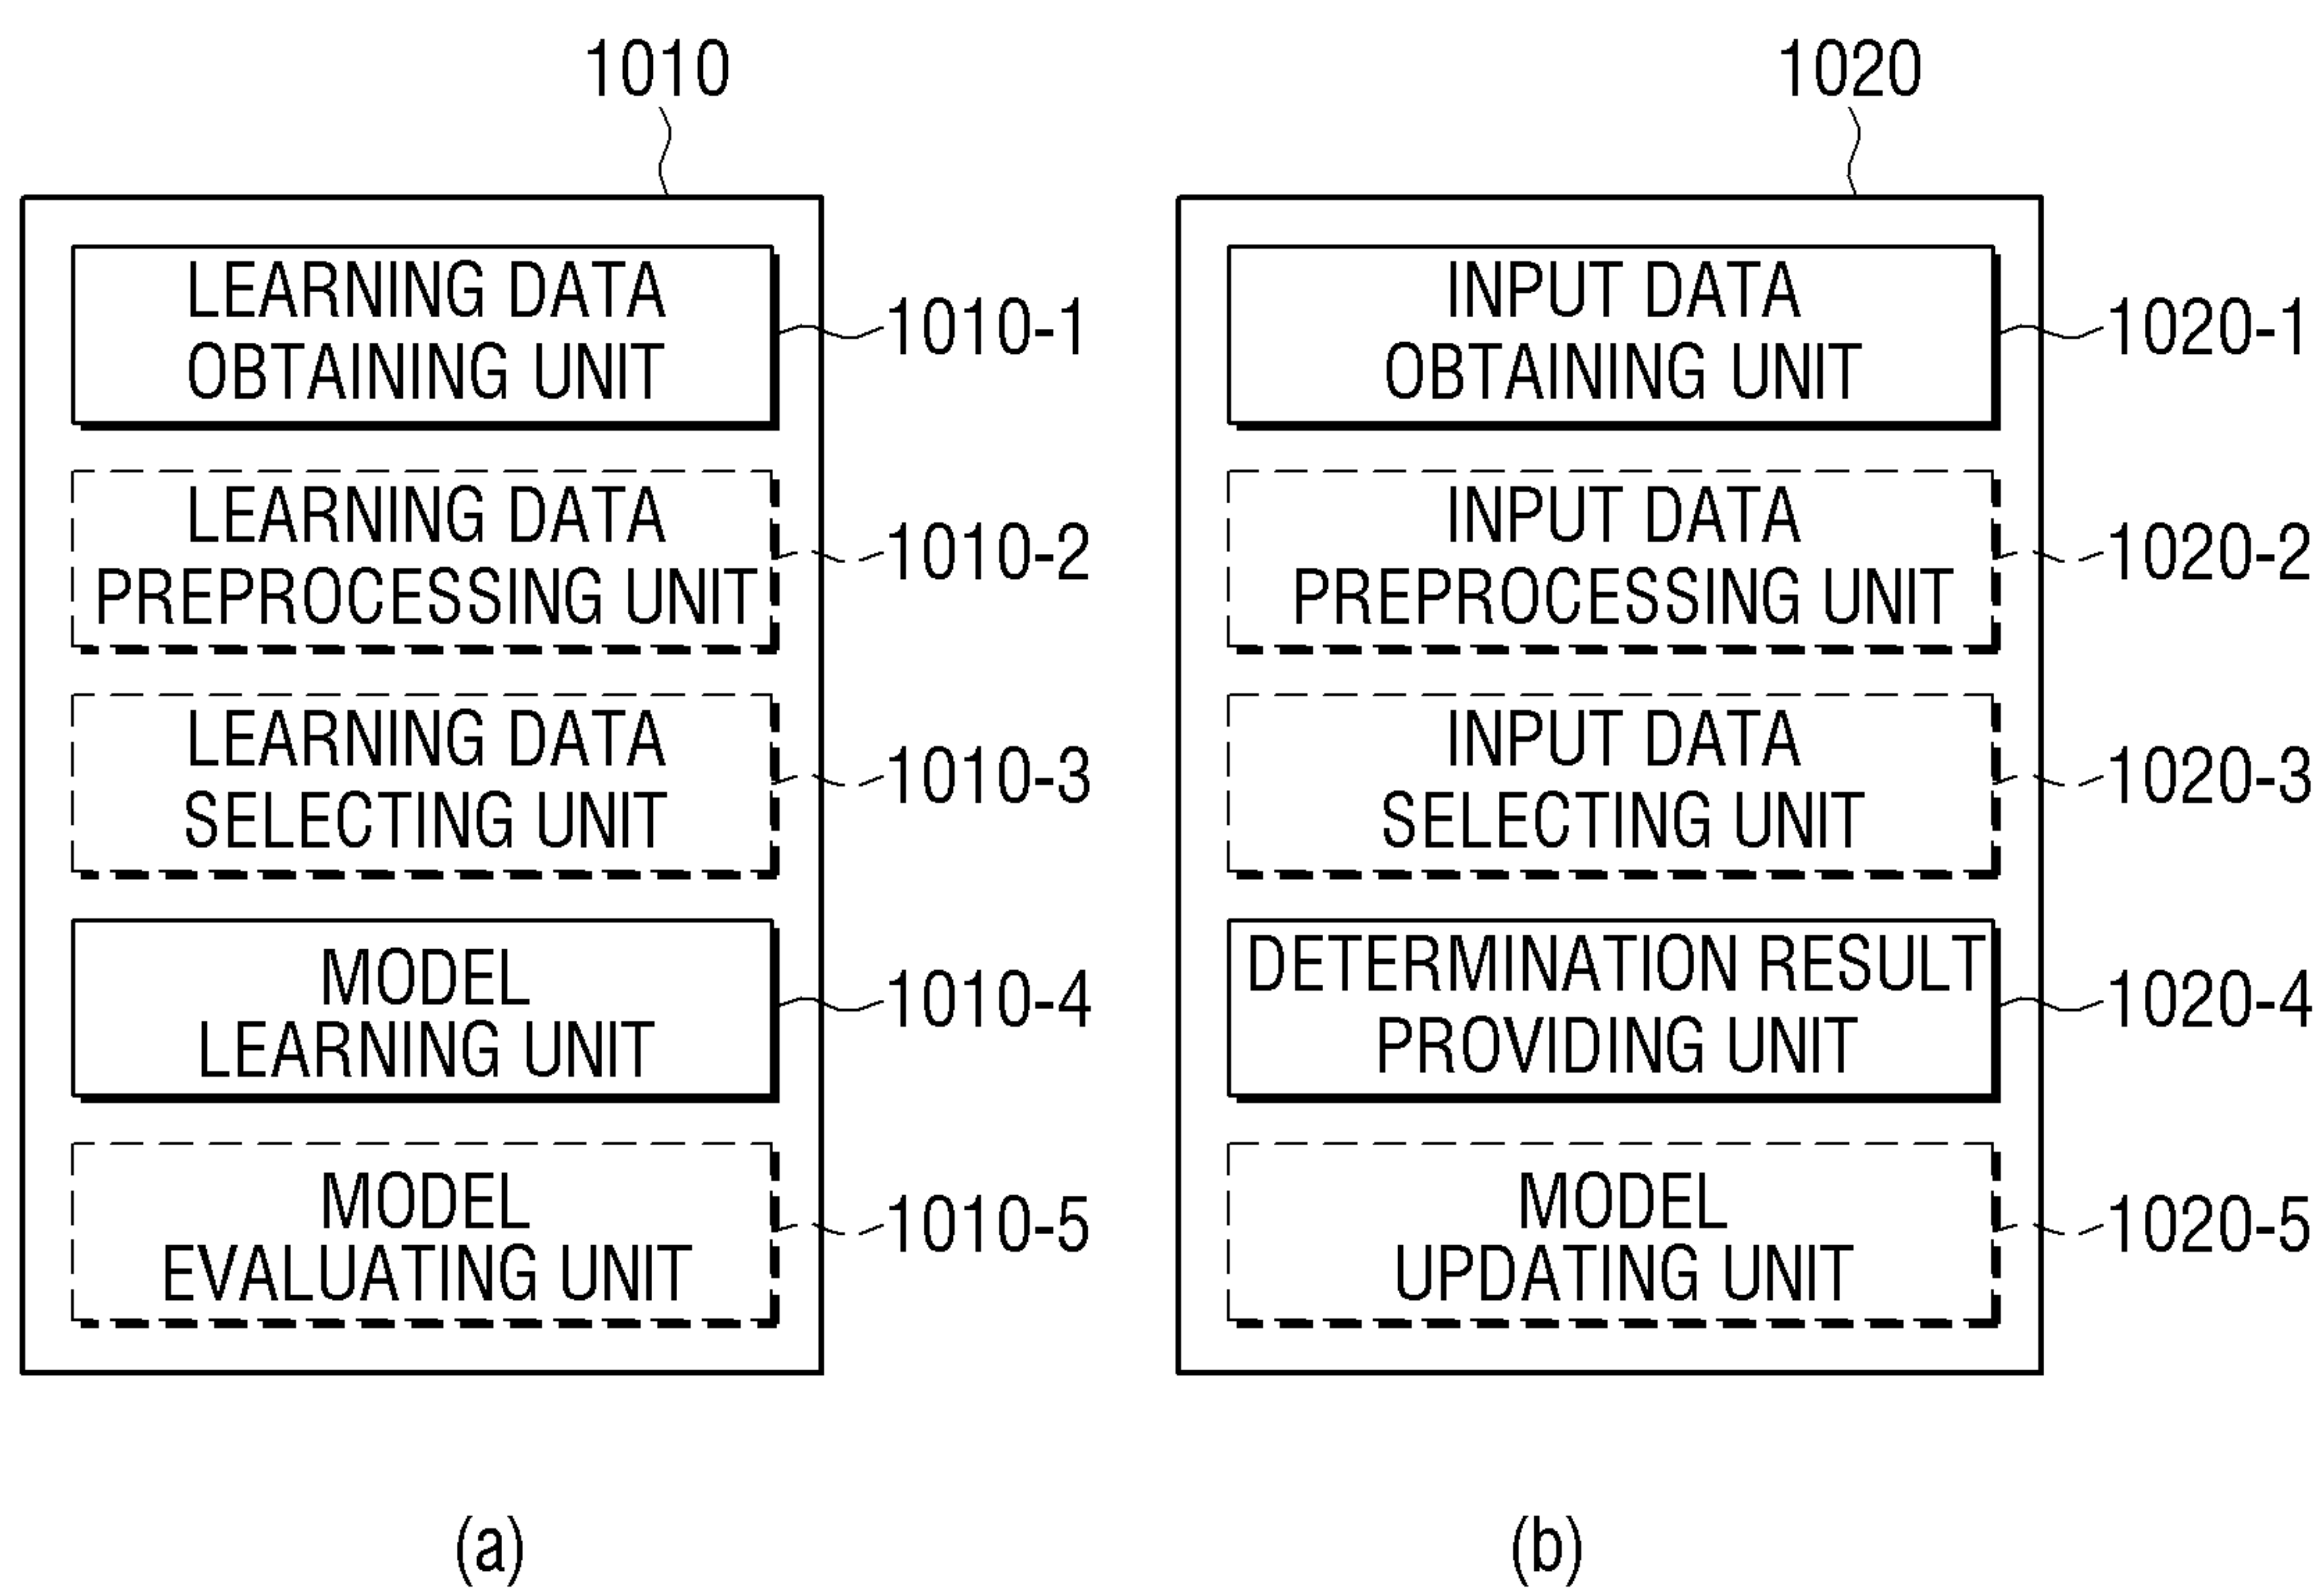 1010
LEARNING DATA
OBTAINING UNIT
1010-1
LEARNING DATA
PREPROCESSING UNIT
1010-2
LEARNING DATA
SELECTING UNIT
1010-3
MODEL
LEARNING UNIT
1010-4
MODEL
EVALUATING UNIT
1010-5
(a)
1020
INPUT DATA
OBTAINING UNIT
1020-1
INPUT DATA
PREPROCESSING UNIT
1020-2
INPUT DATA
SELECTING UNIT
1020-3
DETERMINATION RESULT
PROVIDING UNIT
1020-4
MODEL
UPDATING UNIT
1020-5
(b)